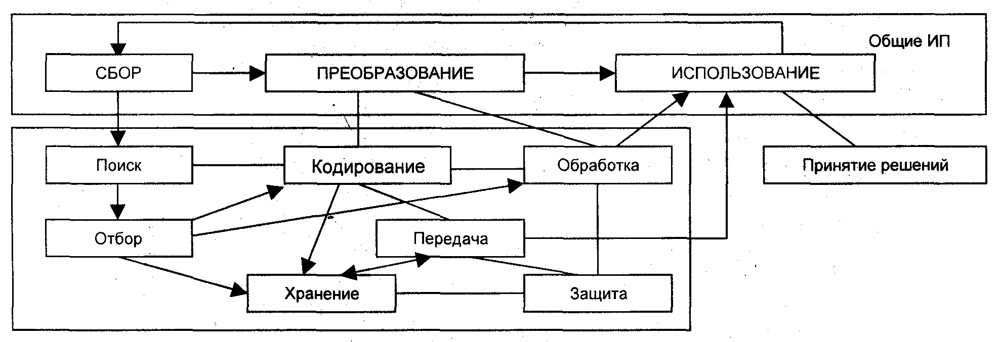 Общие ИП
СБОР
ПРЕОБРАЗОВАНИЕ
ИСПОЛЬЗОВАНИЕ
Поиск
Кодирование
Обработка
Принятие решений
Отбор
Передача
Хранение
Защита